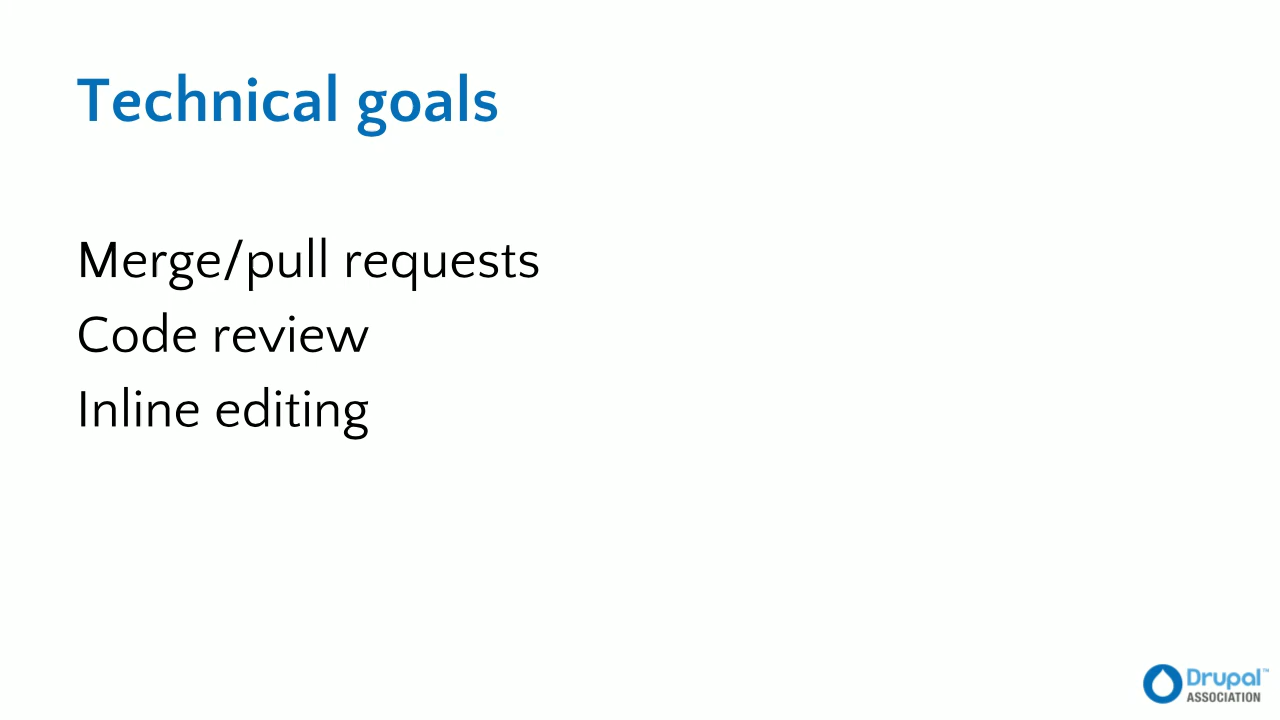 Technical goals
Merge/pull requests
Code review
Inline editing
Drupal™
ASSOCIATION